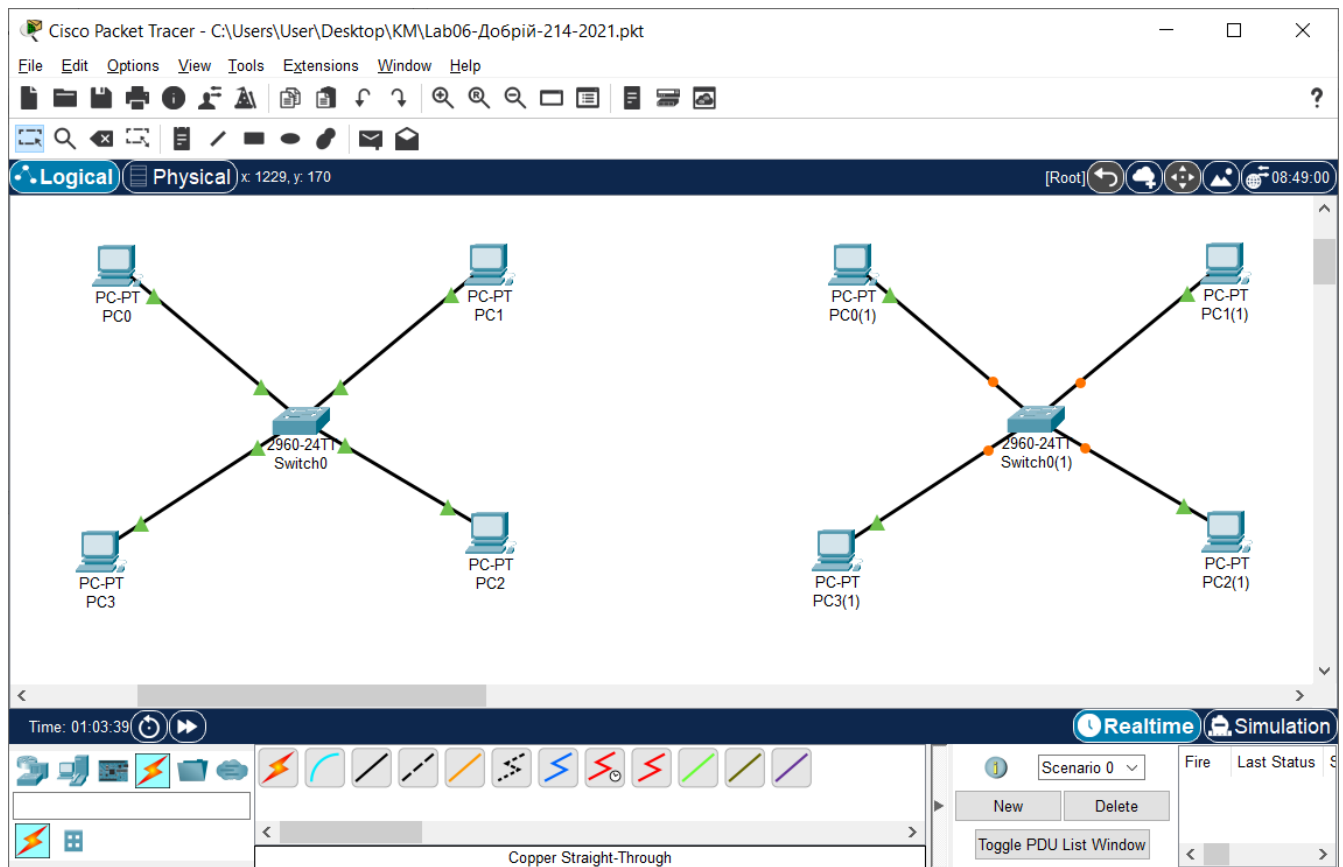 Cisco Packet Tracer - C:\Users\User\Desktop\KM\Lab06-Добрій-214-2021.pkt
File Edit Options View Tools Extensions Window Help
?
Logical Physical x: 1229, y: 170 [Root] 08:49:00
PC-PT
PC0
PC-PT
PC1
PC-PT
PC0(1)
PC-PT
PC1(1)
2960-24TT
Switch0
2960-24TT
Switch0(1)
PC-PT
PC3
PC-PT
PC2
PC-PT
PC3(1)
PC-PT
PC2(1)
Time: 01:03:39 Realtime Simulation
Scenario 0
Fire Last Status S
New Delete
Toggle PDU List Window
Copper Straight-Through